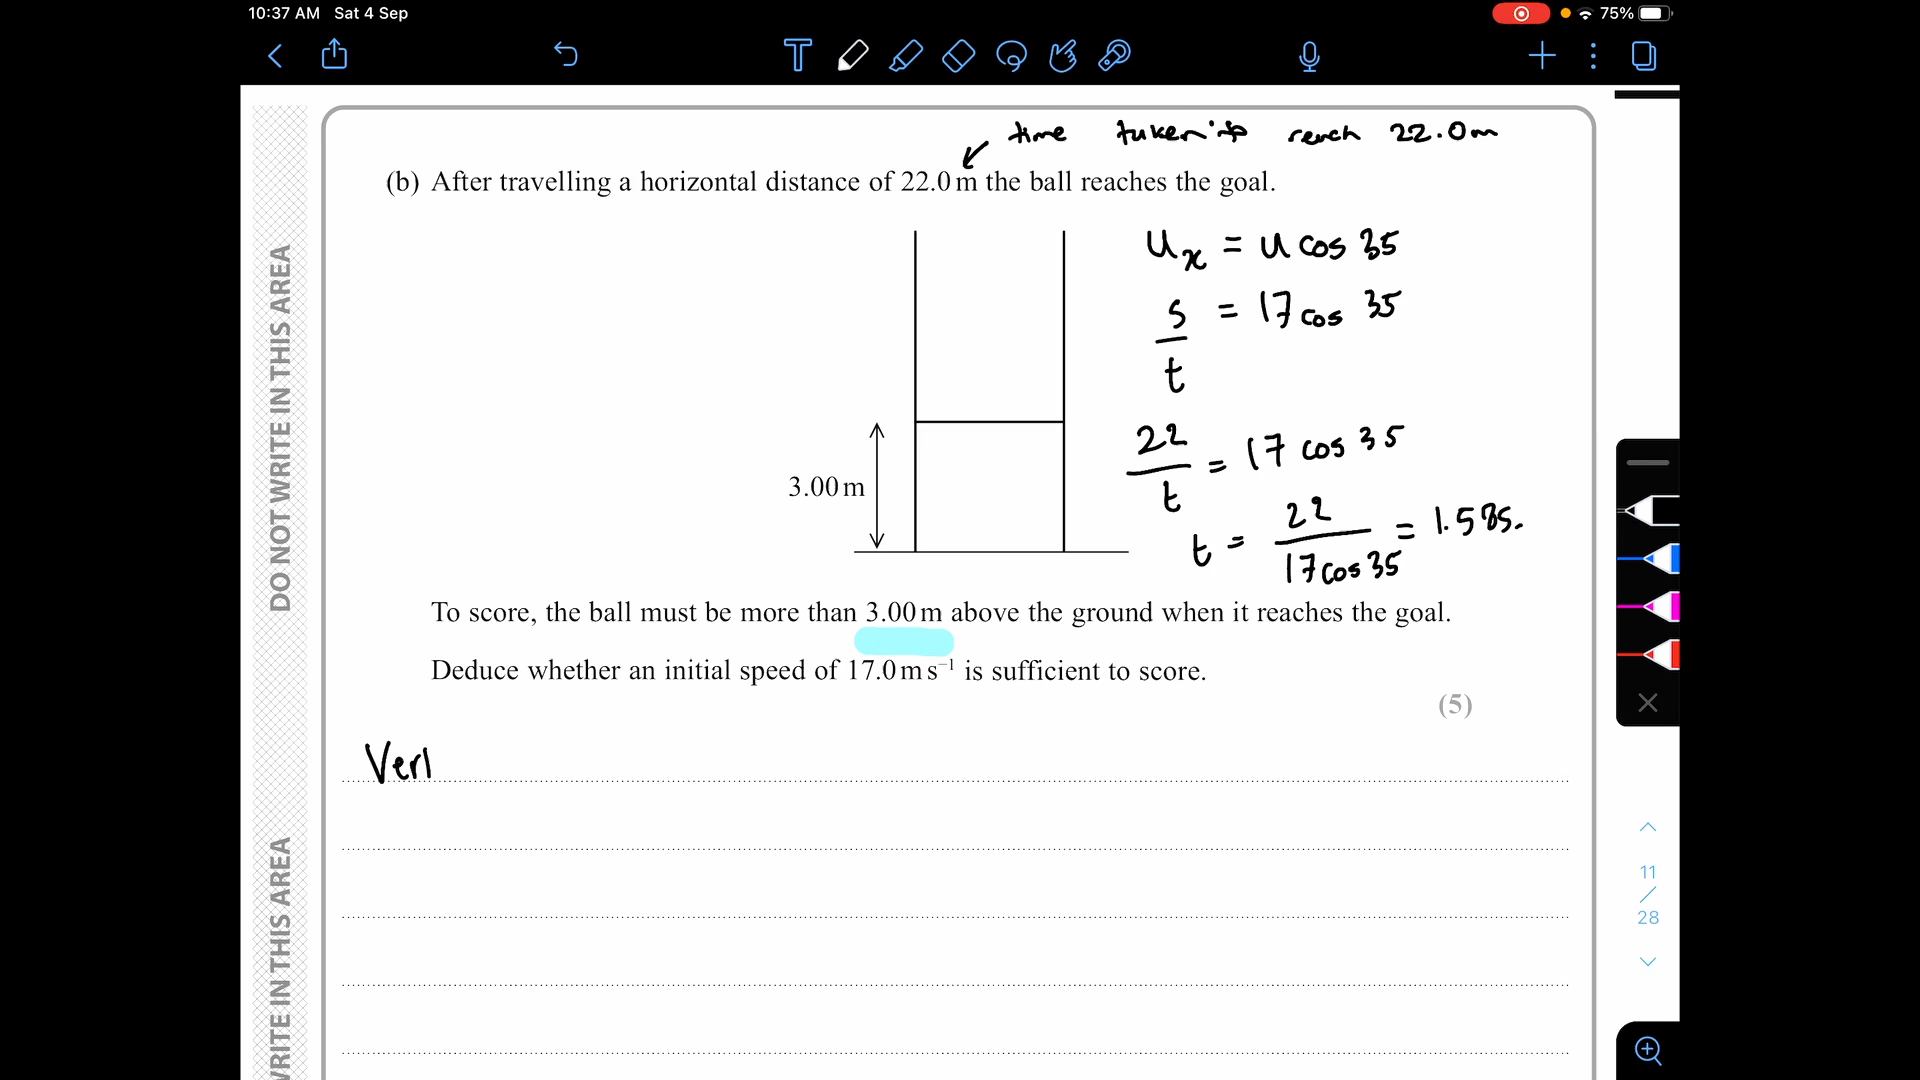 10:37 AM Sat 4 Sep
75%
time taken to reach 22.0m
(b) After travelling a horizontal distance of 22.0 m the ball reaches the goal.
Ux = u cos 35
s/t = 17 cos 35
22/t = 17 cos 35
3.00 m
t = 22/17cos35 = 1.58s.
To score, the ball must be more than 3.00 m above the ground when it reaches the goal.
Deduce whether an initial speed of 17.0 m s⁻¹ is sufficient to score.
(5)
Verl
11
/
28
DO NOT WRITE IN THIS AREA
WRITE IN THIS AREA